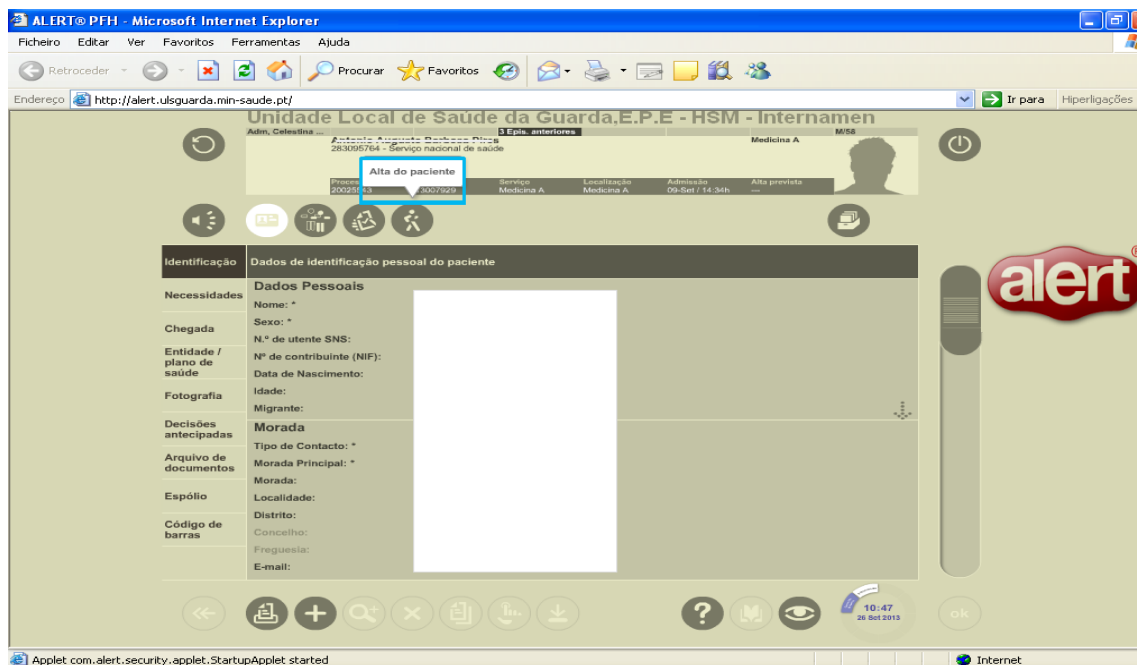 ALERT® PFH - Microsoft Internet Explorer
Ficheiro Editar Ver Favoritos Ferramentas Ajuda
Retroceder Procurar Favoritos
Endereço http://alert.ulsguarda.min-saude.pt/ Ir para Hiperligações
Unidade Local de Saúde da Guarda,E.P.E - HSM - Internamen
Adm, Celestina ... 3 Epis. anteriores M/58
Medicina A
283095764 - Serviço nacional de saúde
Alta do paciente
Serviço Localização Admissão Alta prevista
3007929 Medicina A Medicina A 09-Set / 14:34h ---
Identificação
Dados de identificação pessoal do paciente
Necessidades
Chegada
Entidade /
plano de
saúde
Fotografia
Decisões
antecipadas
Arquivo de
documentos
Espólio
Código de
barras
Dados Pessoais
Nome: *
Sexo: *
N.º de utente SNS:
Nº de contribuinte (NIF):
Data de Nascimento:
Idade:
Migrante:
Morada
Tipo de Contacto: *
Morada Principal: *
Morada:
Localidade:
Distrito:
Concelho:
Freguesia:
E-mail:
alert®
10:47
26 Set 2013
ok
Applet com.alert.security.applet.StartupApplet started Internet